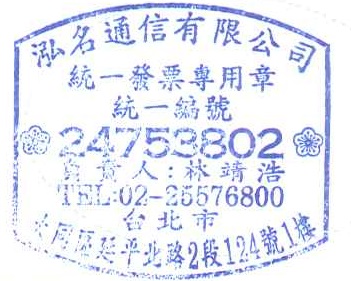 泓名通信有限公司
統一發票專用章
統一編號
24753802
負責人:林靖浩
TEL:02-25576800
台北市
大同區延平北路2段124號1樓